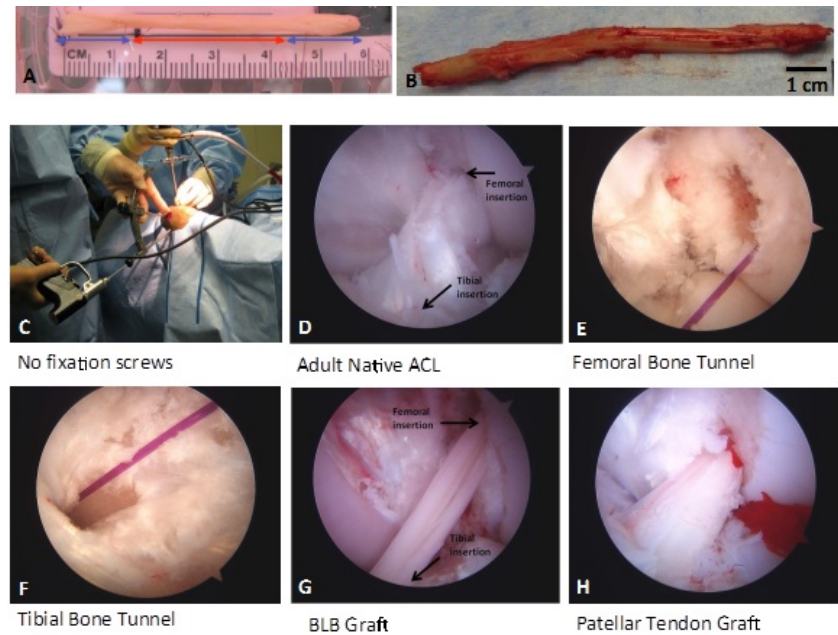 CM 1 2 3 4 5 6
A
B
1 cm
C
D
Femoral
insertion
Tibial
insertion
E
No fixation screws
Adult Native ACL
Femoral Bone Tunnel
F
G
Femoral
insertion
Tibial
insertion
H
Tibial Bone Tunnel
BLB Graft
Patellar Tendon Graft